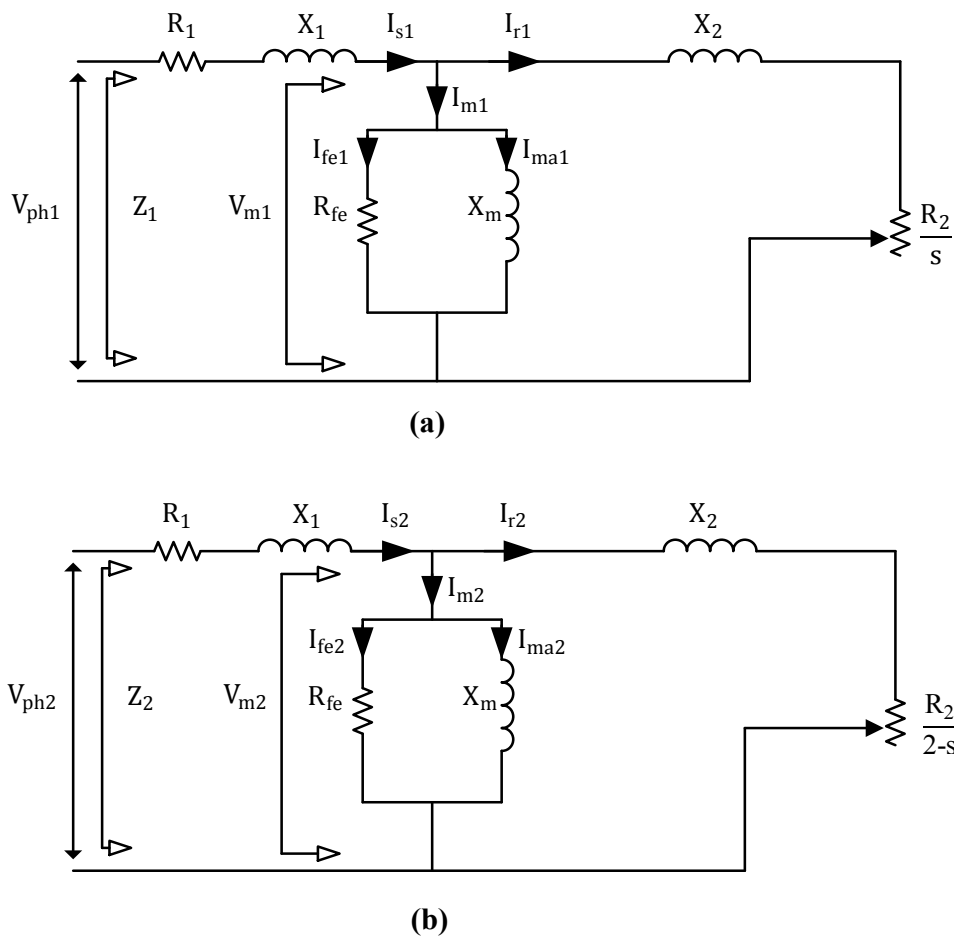 R1 X1 Is1 Ir1 X2
Im1
Ife1 Ima1
Vph1 Z1 Vm1 Rfe Xm R2
s
(a)
R1 X1 Is2 Ir2 X2
Im2
Ife2 Ima2
Vph2 Z2 Vm2 Rfe Xm R2
2-s
(b)